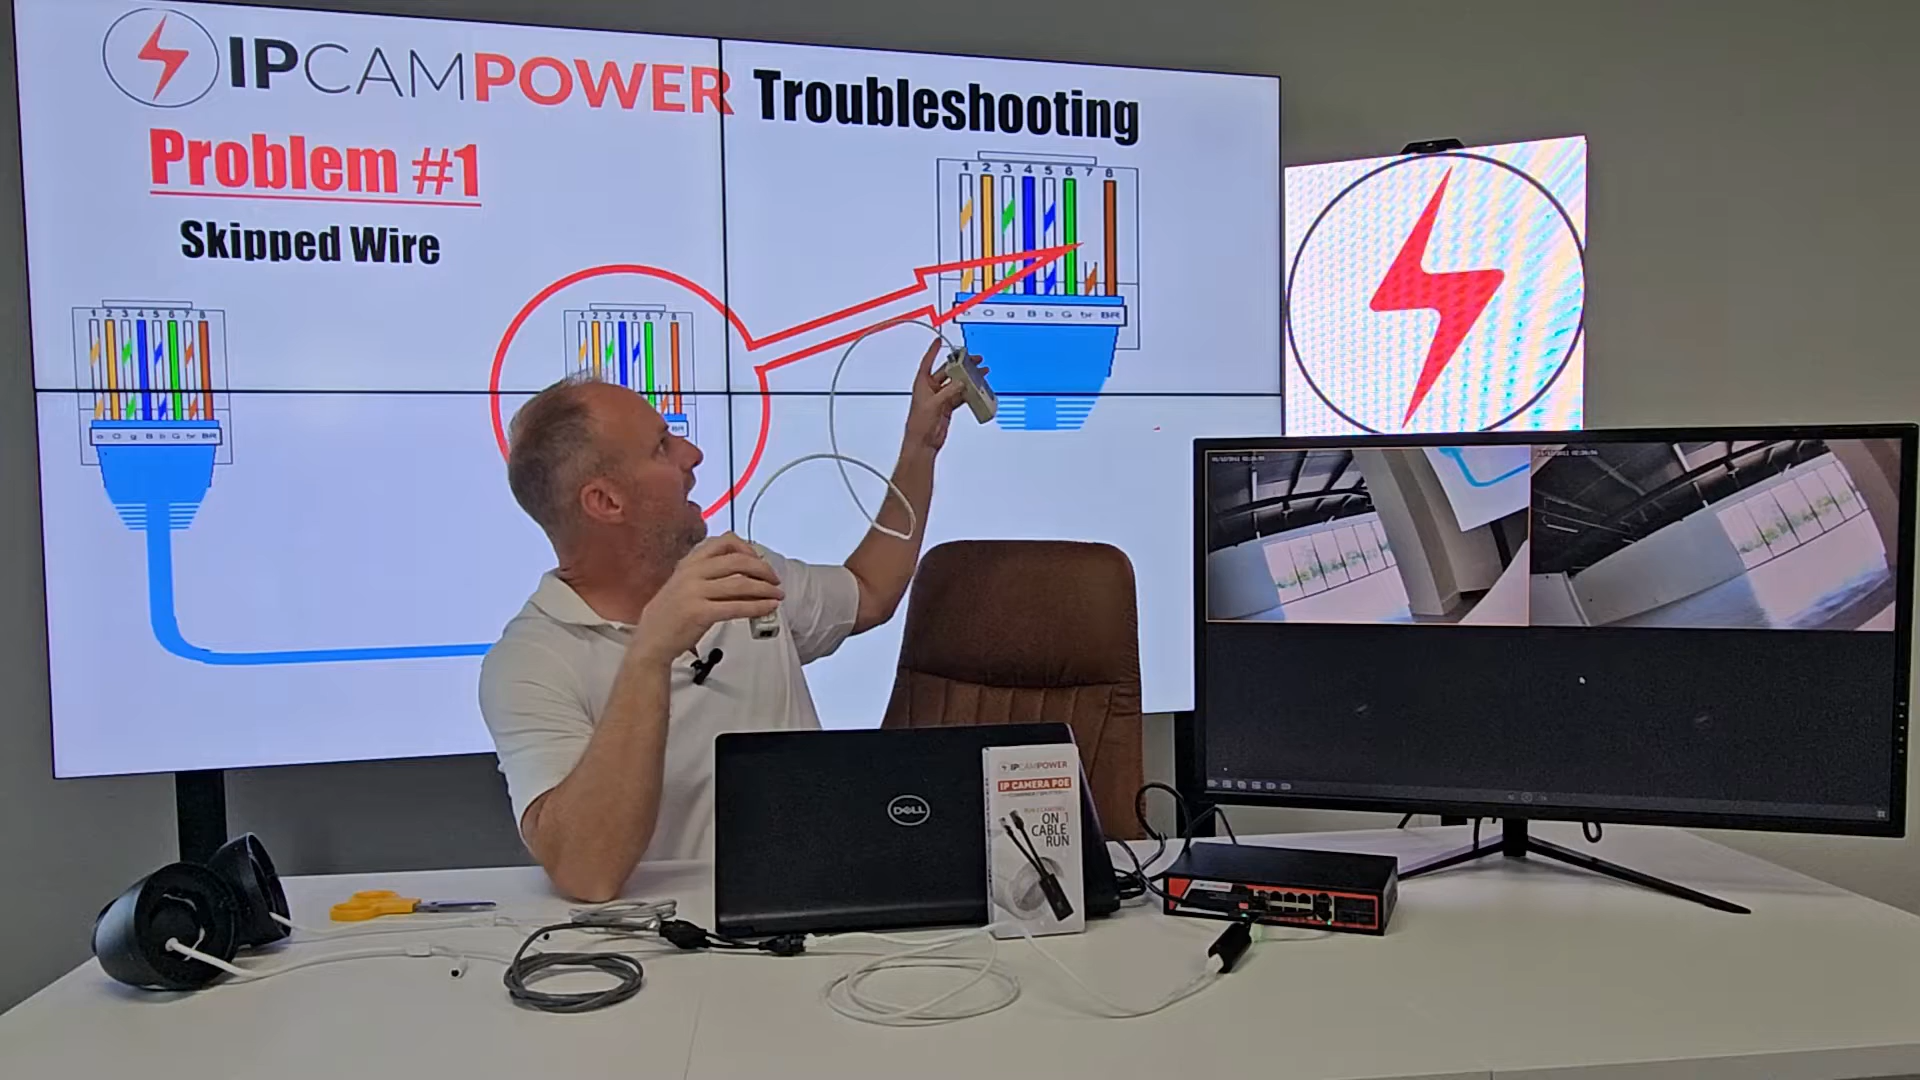 IPCAMPOWER Troubleshooting
Problem #1
Skipped Wire
1 2 3 4 5 6 7 8
o O g B b G br BR
1 2 3 4 5 6 7 8
o O g B b G br BR
1 2 3 4 5 6 7 8
BR
DELL
IPCAMPOWER
IP CAMERA POE
ON 1
CABLE
RUN